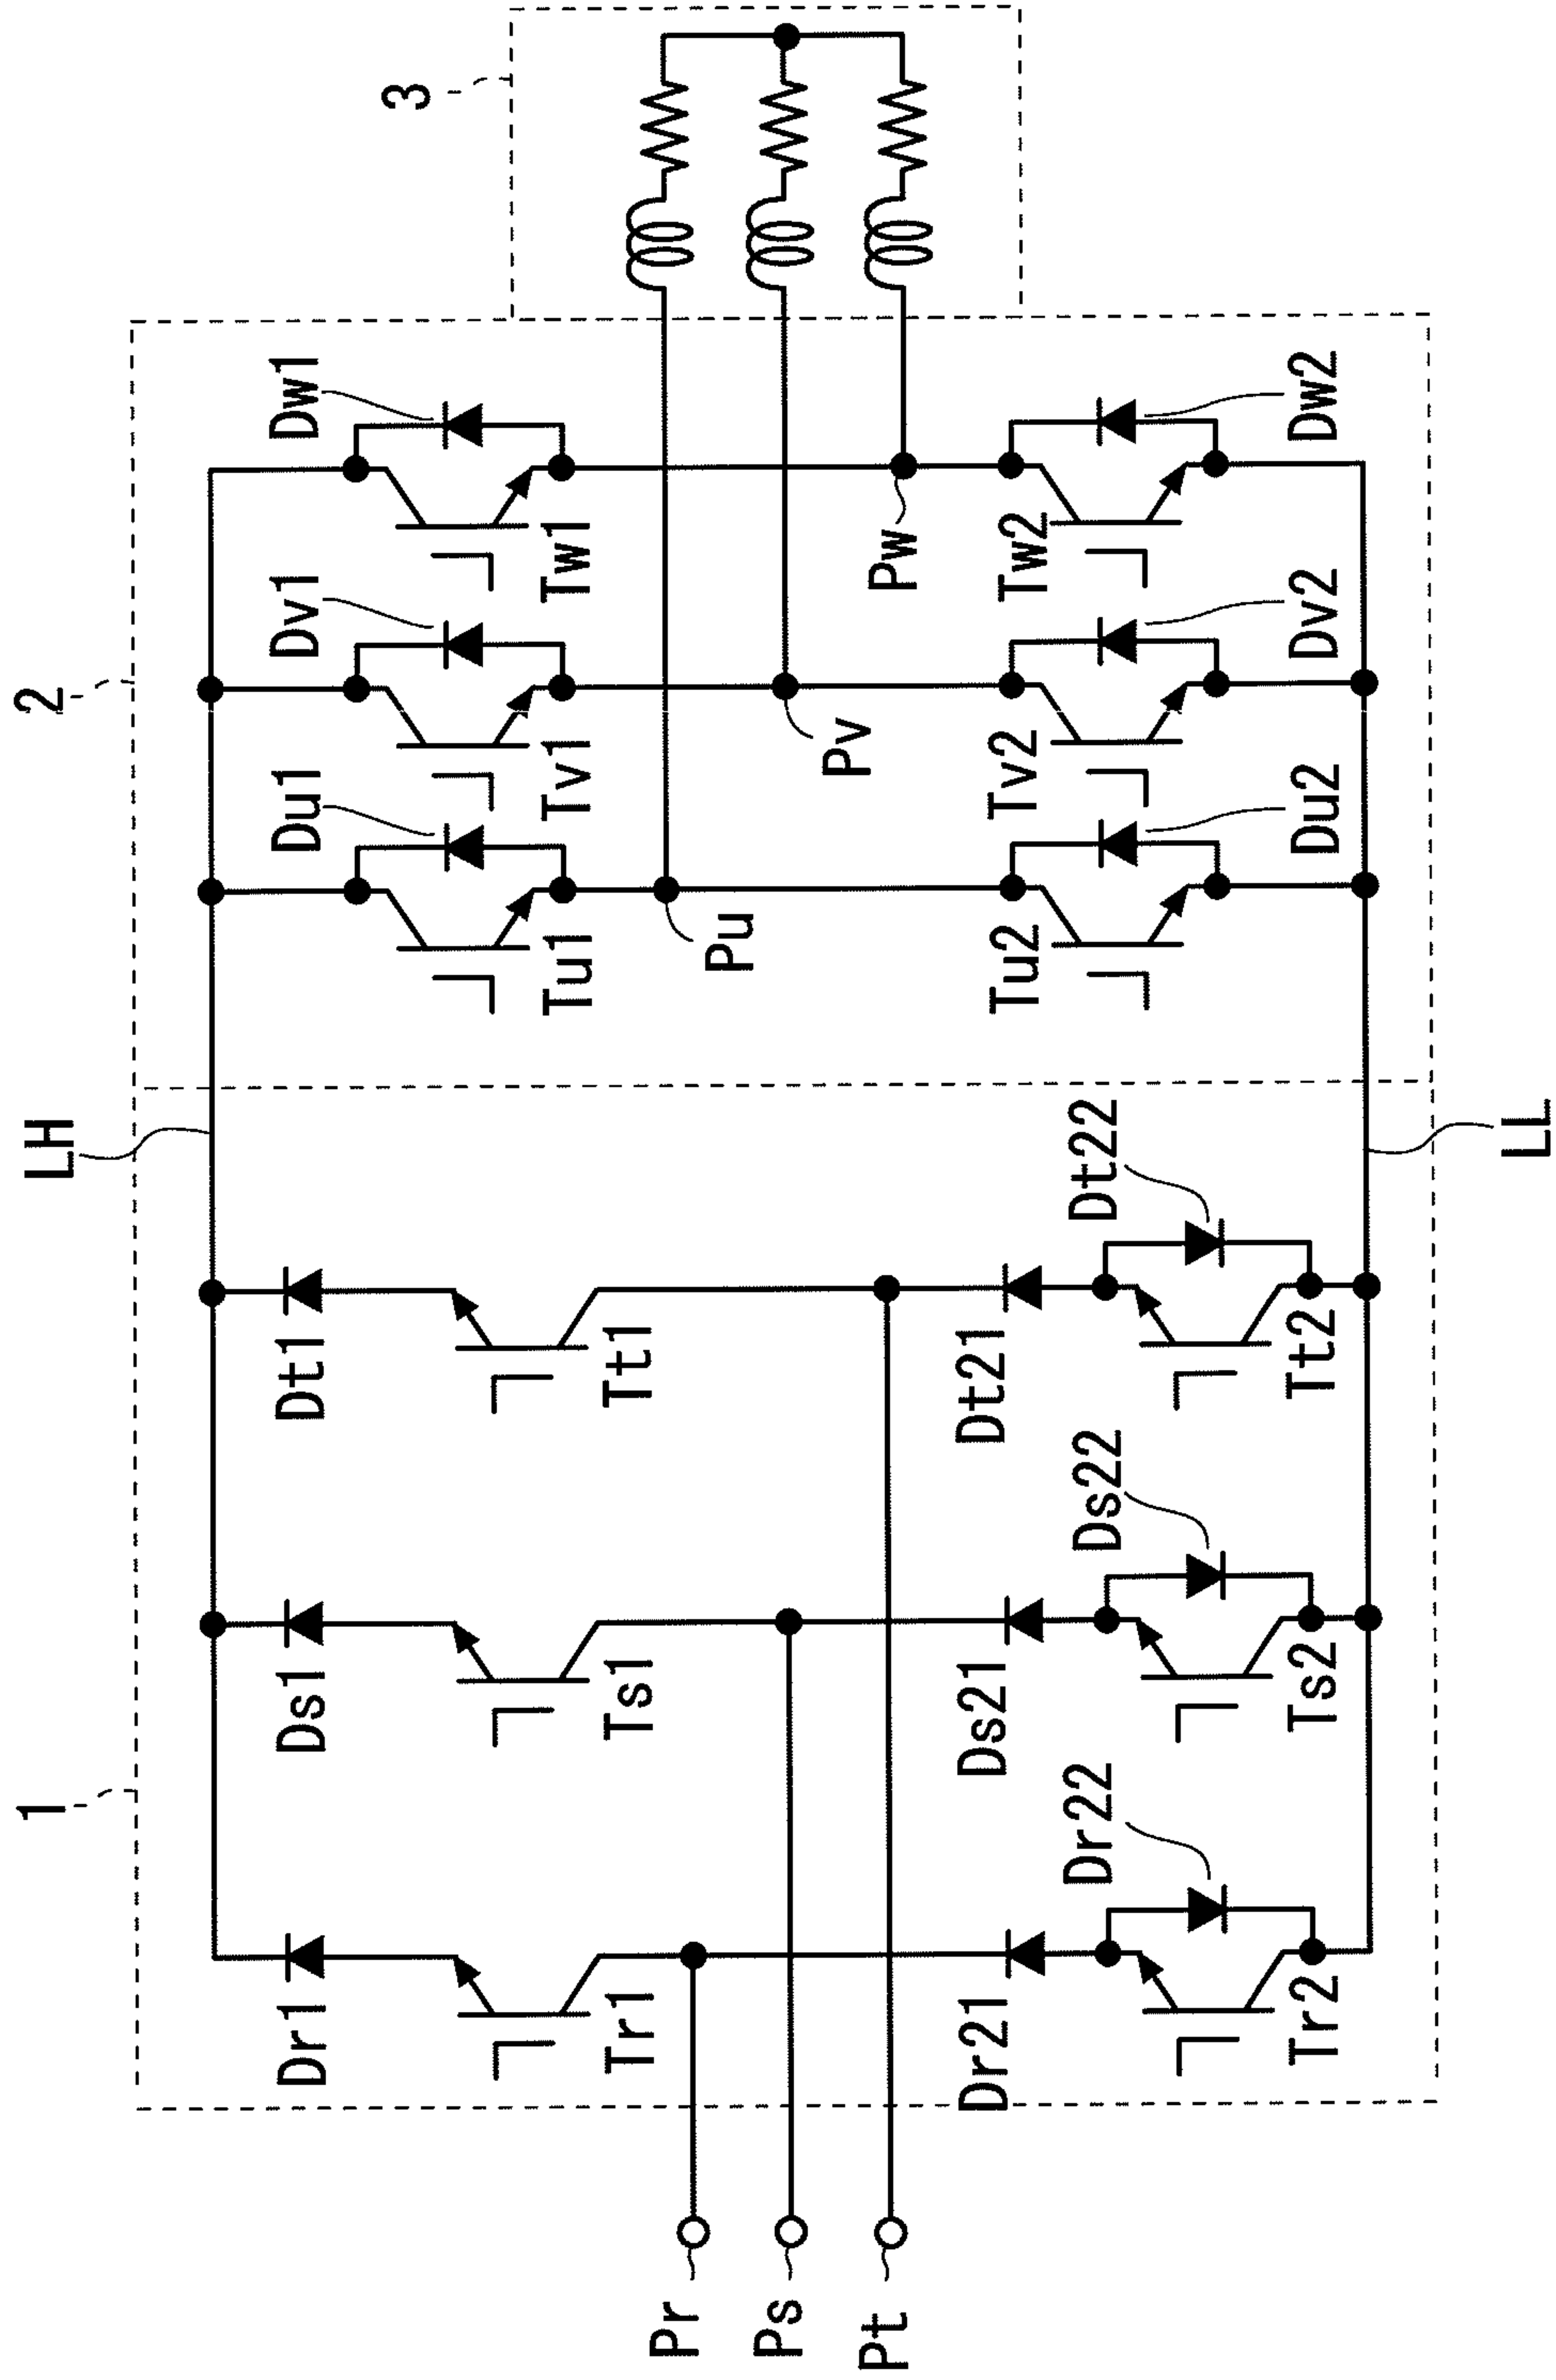 1
2
3
LH
Dr1
Ds1
Dt1
Du1
Dv1
Dw1
Tr1
Ts1
Tt1
Tu1
Tv1
Tw1
Pr
Ps
Pt
Pu
Pv
Pw
Dr21
Dr22
Ds21
Ds22
Dt21
Dt22
Tr2
Ts2
Tt2
Tu2
Tv2
Tw2
Du2
Dv2
Dw2
LL